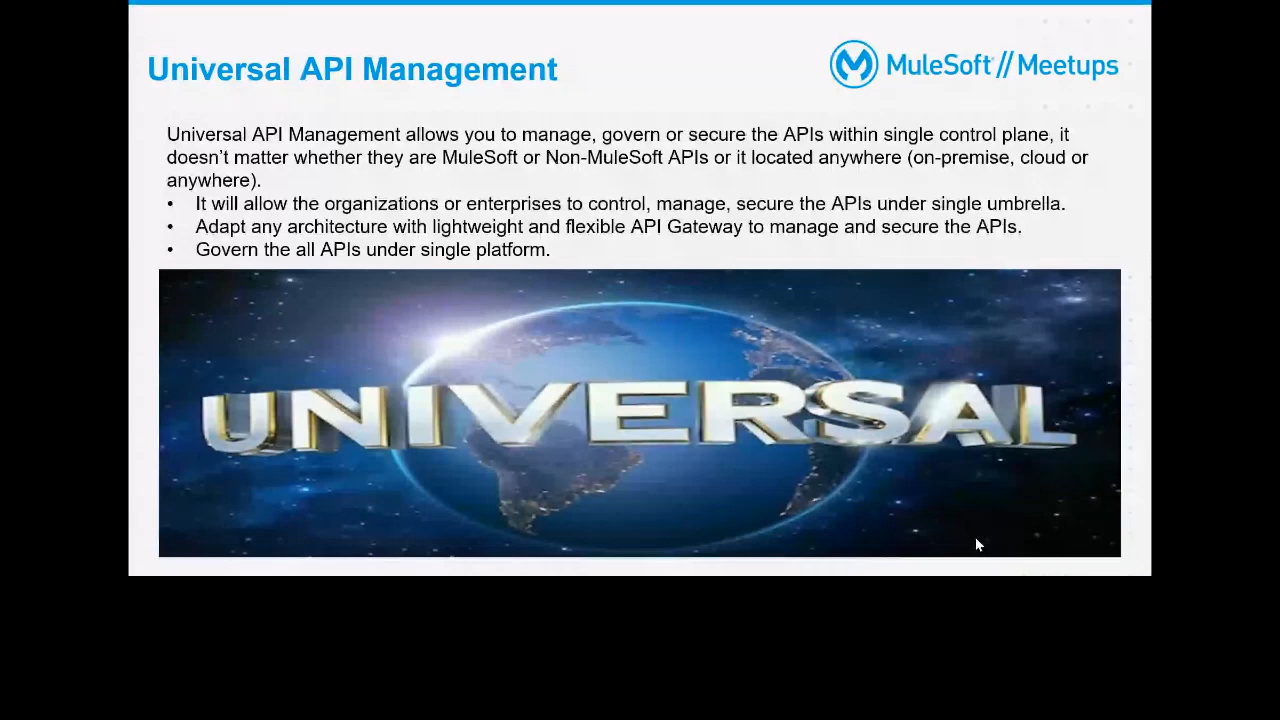 Universal API Management
MuleSoft // Meetups
Universal API Management allows you to manage, govern or secure the APIs within single control plane, it
doesn’t matter whether they are MuleSoft or Non-MuleSoft APIs or it located anywhere (on-premise, cloud or
anywhere).
• It will allow the organizations or enterprises to control, manage, secure the APIs under single umbrella.
• Adapt any architecture with lightweight and flexible API Gateway to manage and secure the APIs.
• Govern the all APIs under single platform.
UNIVERSAL